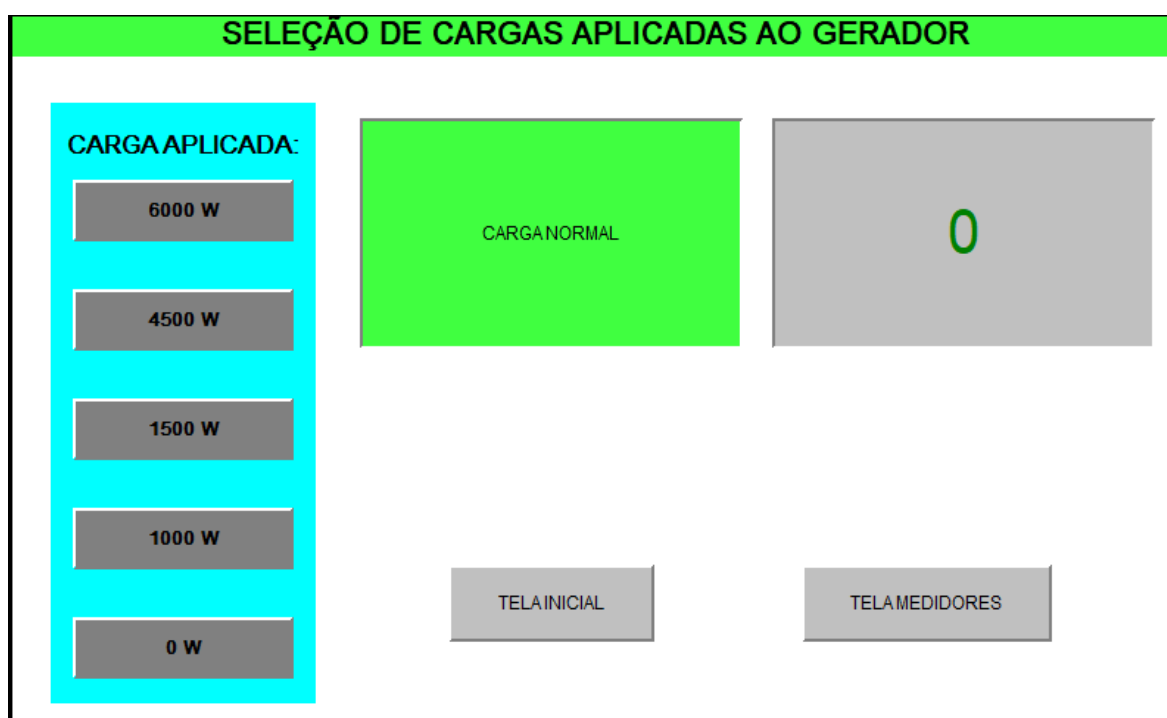 SELEÇÃO DE CARGAS APLICADAS AO GERADOR
CARGA APLICADA:
6000 W
4500 W
1500 W
1000 W
0 W
CARGA NORMAL
0
TELA INICIAL
TELA MEDIDORES